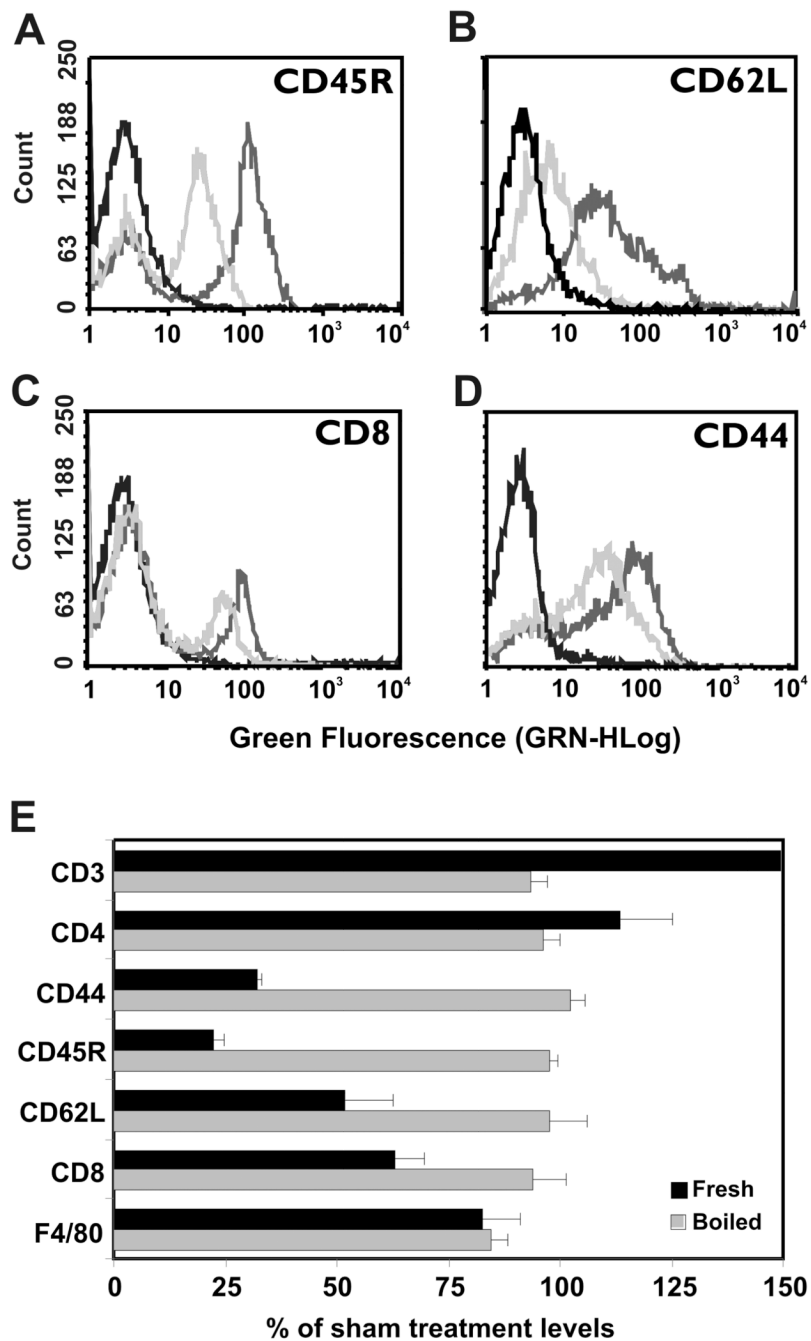 A
CD45R
Count
250
188
125
63
0
1 10 100 10³ 10⁴
B
CD62L
1 10 100 10³ 10⁴
C
CD8
Count
250
188
125
63
0
1 10 100 10³ 10⁴
D
CD44
1 10 100 10³ 10⁴
Green Fluorescence (GRN-HLog)
E
CD3
CD4
CD44
CD45R
CD62L
CD8
F4/80
Fresh
Boiled
0 25 50 75 100 125 150
% of sham treatment levels